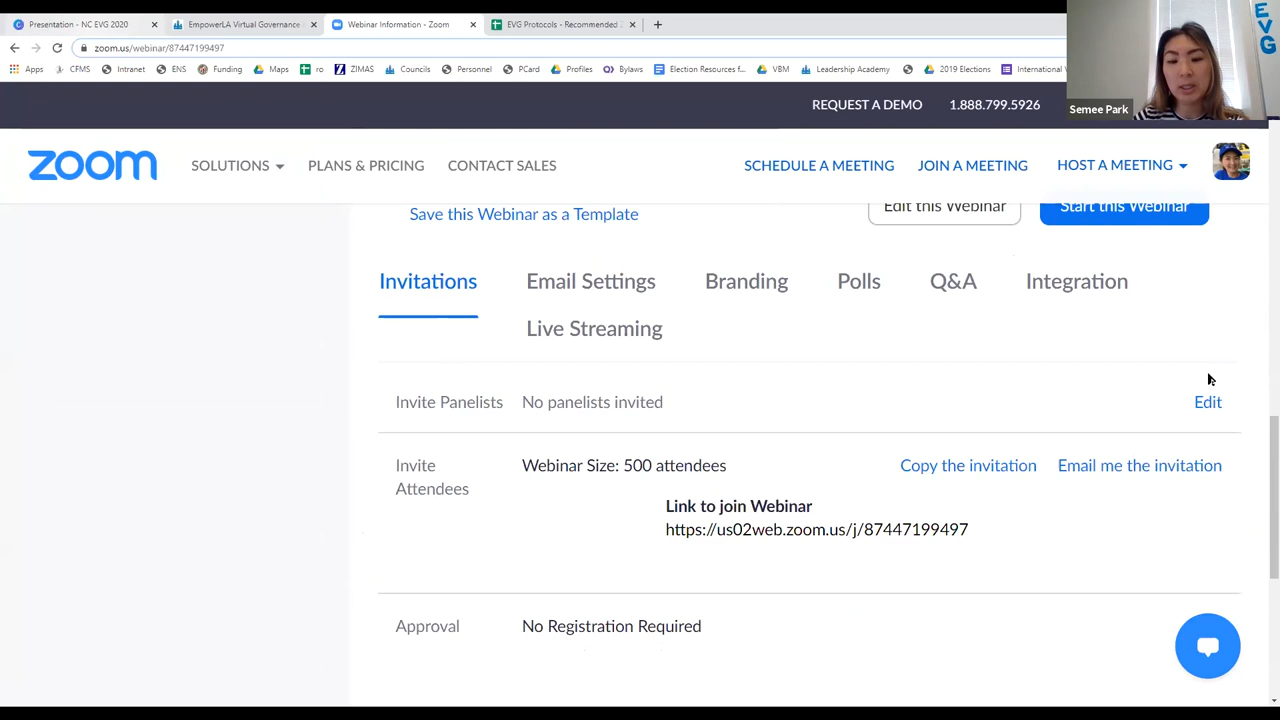 Presentation - NC EVG 2020
EmpowerLA Virtual Governance
Webinar Information - Zoom
EVG Protocols - Recommended
zoom.us/webinar/87447199497
Apps CFMS Intranet ENS Funding Maps ro ZIMAS Councils Personnel PCard Profiles Bylaws Election Resources f... VBM Leadership Academy 2019 Elections International
EVG
Semee Park
REQUEST A DEMO 1.888.799.5926
zoom SOLUTIONS PLANS & PRICING CONTACT SALES SCHEDULE A MEETING JOIN A MEETING HOST A MEETING
Save this Webinar as a Template Edit this Webinar Start this Webinar
Invitations Email Settings Branding Polls Q&A Integration
Live Streaming
Invite Panelists No panelists invited Edit
Invite Webinar Size: 500 attendees Copy the invitation Email me the invitation
Attendees
Link to join Webinar
https://us02web.zoom.us/j/87447199497
Approval No Registration Required